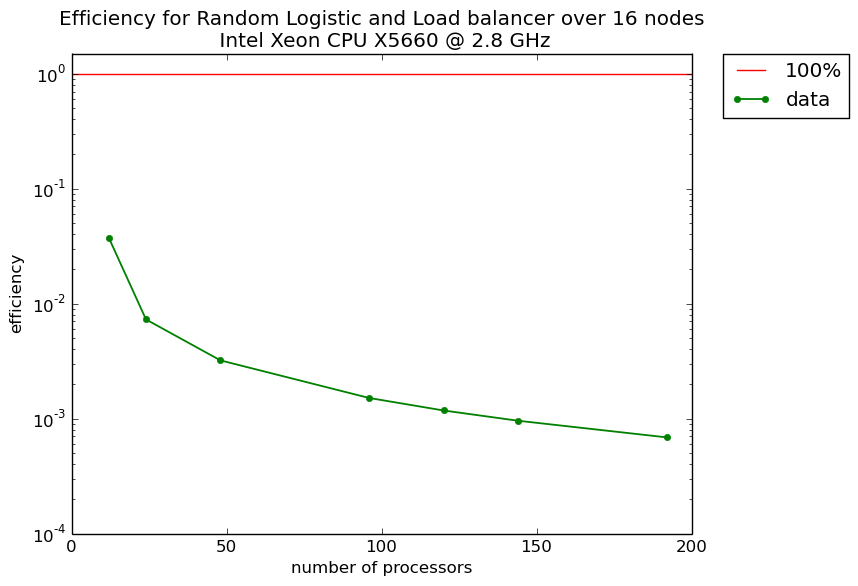 Efficiency for Random Logistic and Load balancer over 16 nodes
Intel Xeon CPU X5660 @ 2.8 GHz
100%
data
10^0
10^-1
10^-2
10^-3
10^-4
efficiency
0 50 100 150 200
number of processors